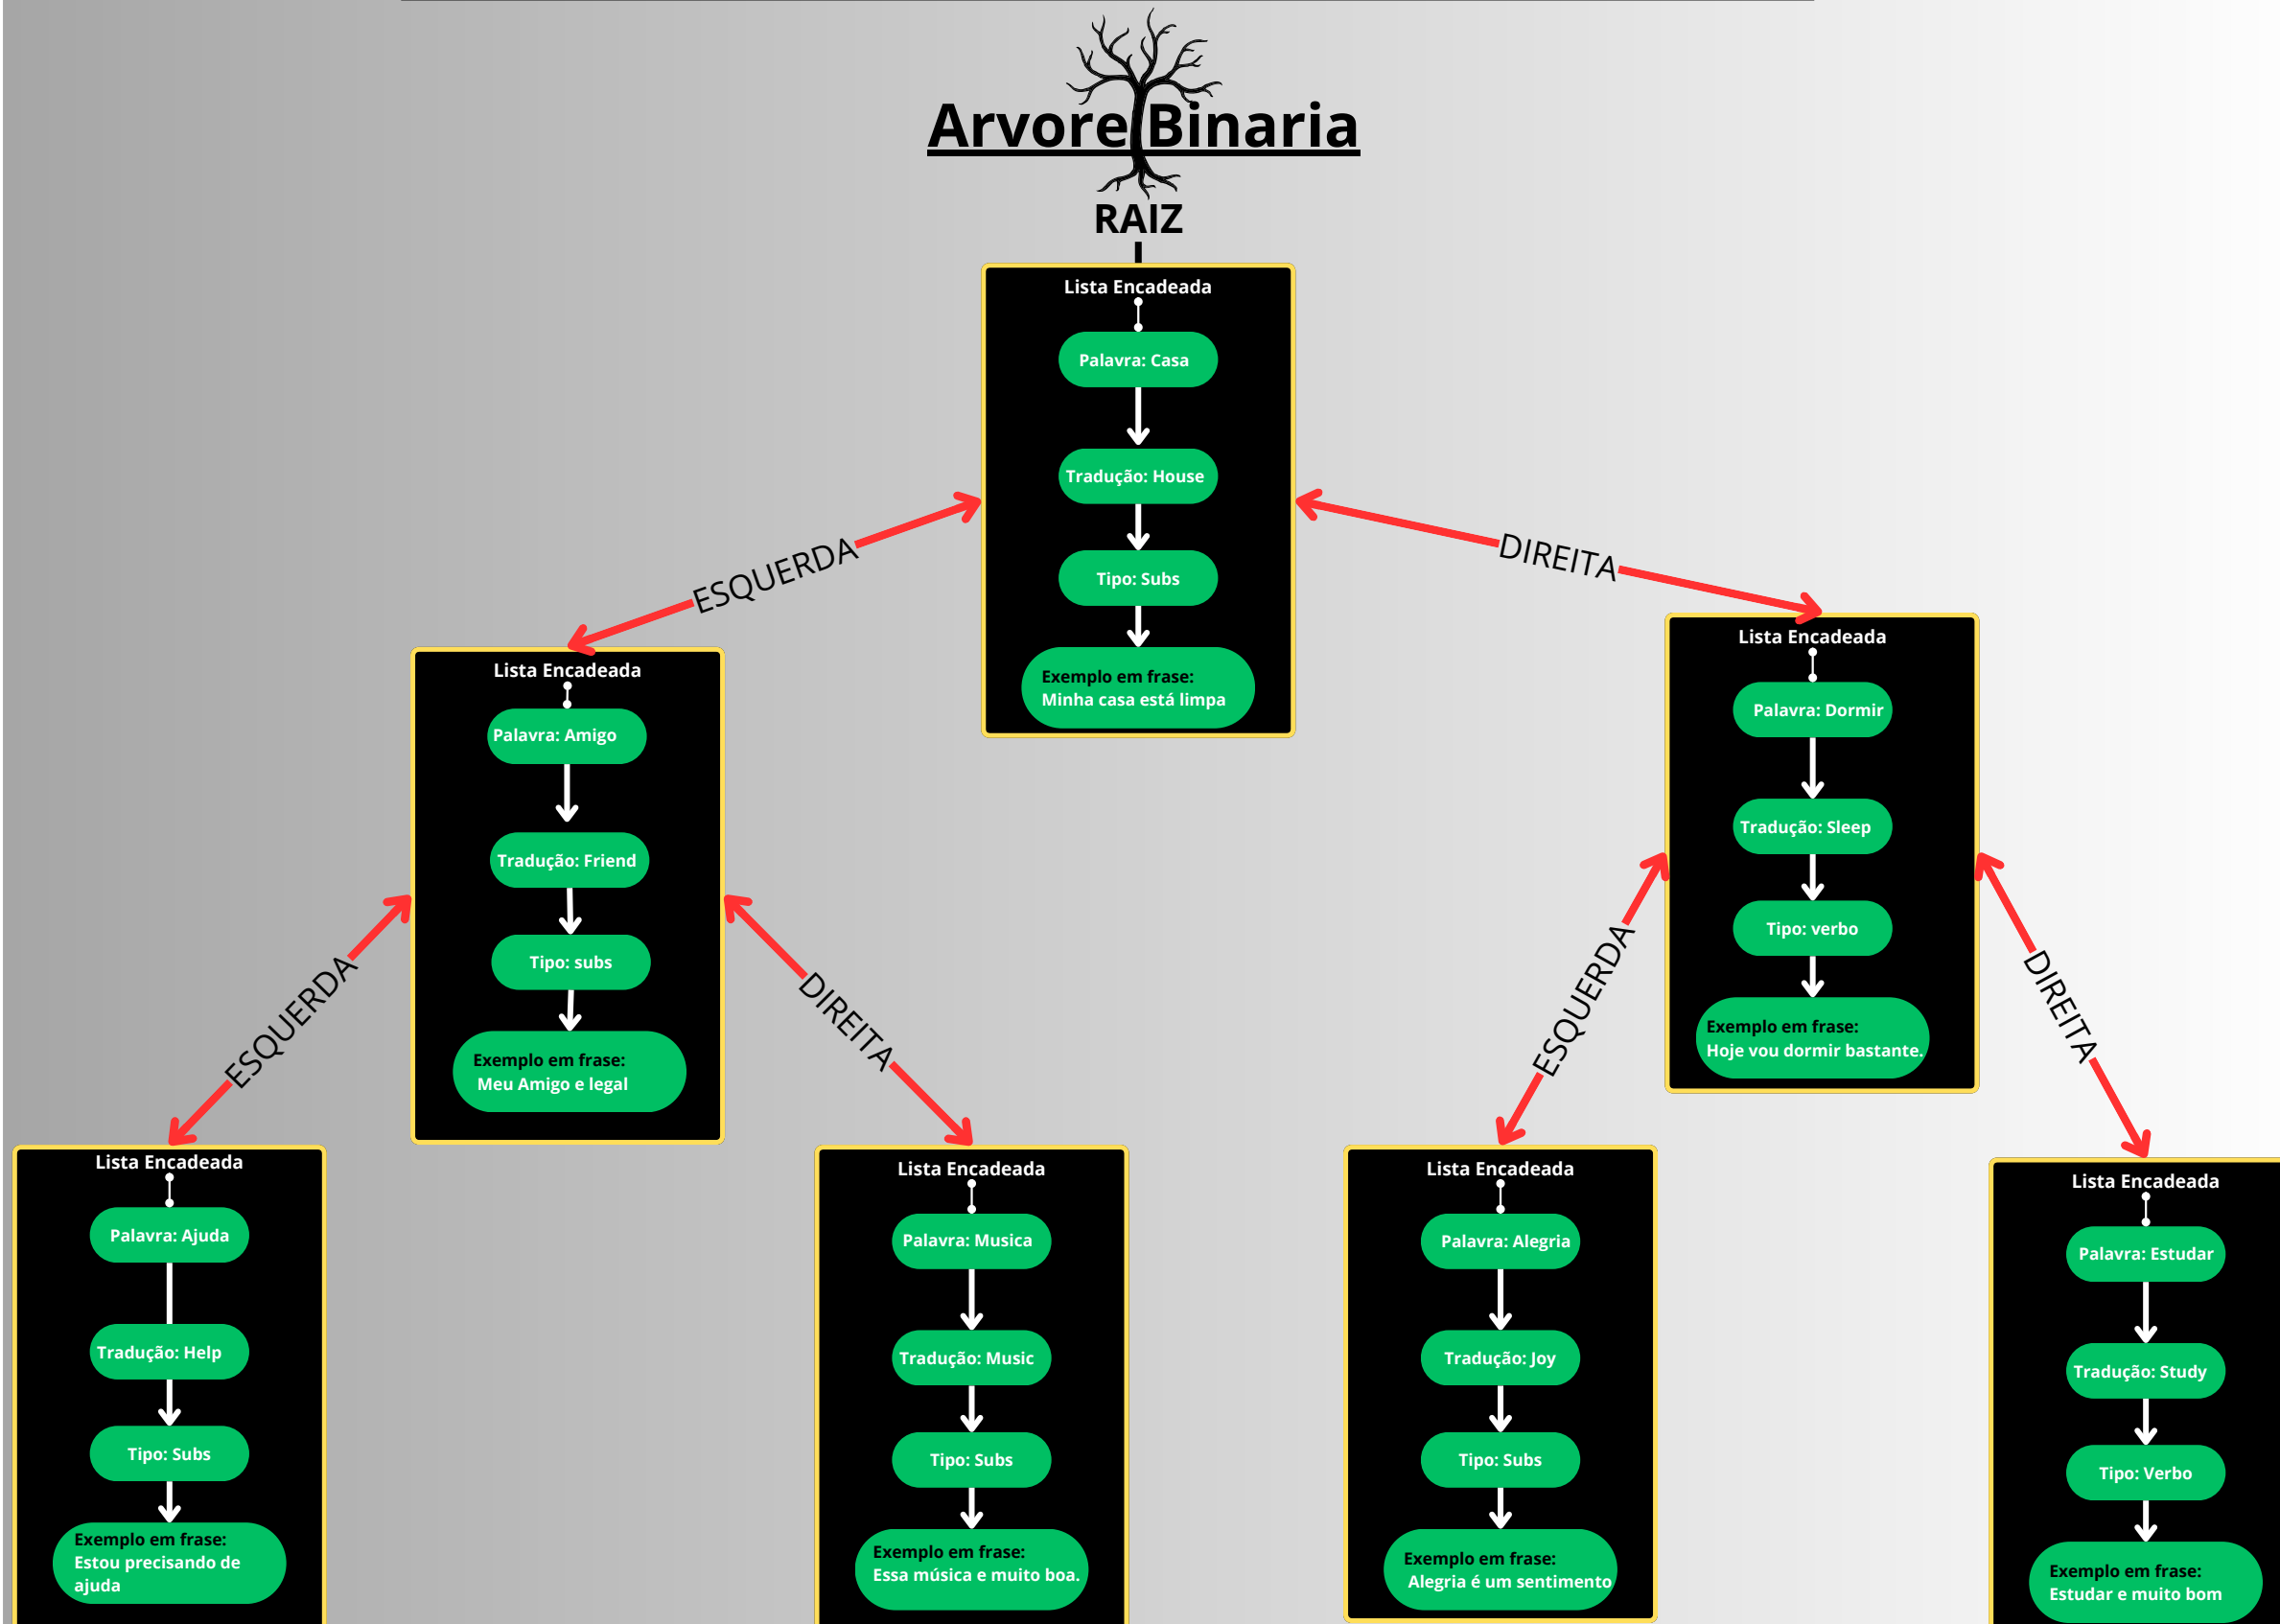 Arvore Binaria
RAIZ
Lista Encadeada
Palavra: Casa
Tradução: House
Tipo: Subs
Exemplo em frase:
Minha casa está limpa
ESQUERDA
DIREITA
Lista Encadeada
Palavra: Amigo
Tradução: Friend
Tipo: subs
Exemplo em frase:
Meu Amigo e legal
Lista Encadeada
Palavra: Dormir
Tradução: Sleep
Tipo: verbo
Exemplo em frase:
Hoje vou dormir bastante.
ESQUERDA
DIREITA
ESQUERDA
DIREITA
Lista Encadeada
Palavra: Ajuda
Tradução: Help
Tipo: Subs
Exemplo em frase:
Estou precisando de
ajuda
Lista Encadeada
Palavra: Musica
Tradução: Music
Tipo: Subs
Exemplo em frase:
Essa música e muito boa.
Lista Encadeada
Palavra: Alegria
Tradução: Joy
Tipo: Subs
Exemplo em frase:
Alegria é um sentimento
Lista Encadeada
Palavra: Estudar
Tradução: Study
Tipo: Verbo
Exemplo em frase:
Estudar e muito bom